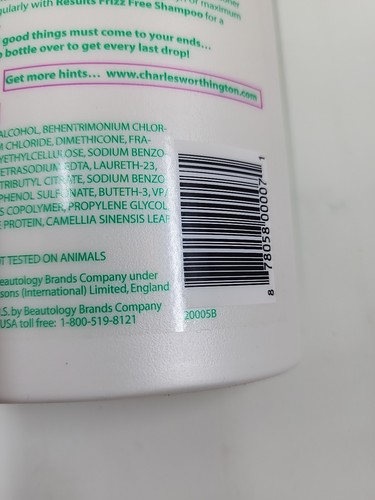 gularly with Results Frizz Free Shampoo for a
good things must come to your ends...
bottle over to get every last drop!
Get more hints... www.charlesworthington.com
ALCOHOL, BEHENTRIMONIUM CHLOR-
CHLORIDE, DIMETHICONE, FRA-
YETHYLCELLULOSE, SODIUM BENZO-
ETRASODIUM EDTA, LAURETH-23,
TRIBUTYL CITRATE, SODIUM BENZO-
PHENOL SULFONATE, BUTETH-3, VP/
S COPOLYMER, PROPYLENE GLYCOL
E PROTEIN, CAMELLIA SINENSIS LEAF
T TESTED ON ANIMALS
Beautology Brands Company under
sons (International) Limited, England
.S. by Beautology Brands Company
USA toll free: 1-800-519-8121
8 78058 00007 1
20005B